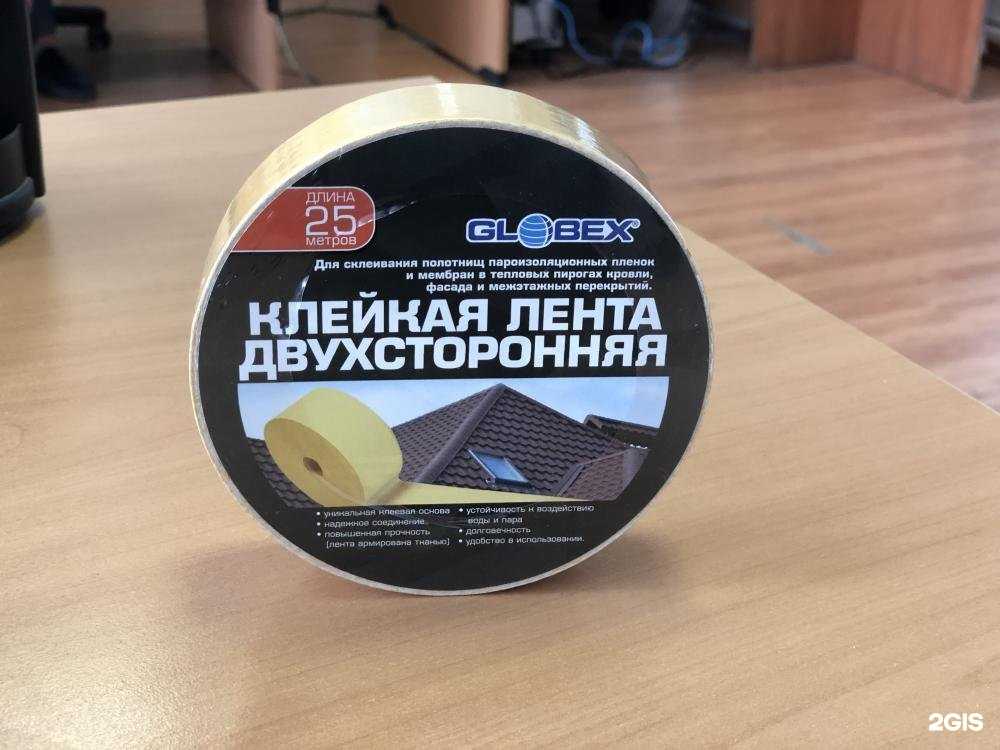 ДЛИНА
25
метров
GLOBEX®
Для склеивания полотнищ пароизоляционных пленок
и мембран в тепловых пирогах кровли,
фасада и межэтажных перекрытий.
КЛЕЙКАЯ ЛЕНТА
ДВУХСТОРОННЯЯ
• уникальная клеевая основа
• надежное соединение
• повышенная прочность
(лента армирована тканью)
• устойчивость к воздействию
воды и пара
• долговечность
• удобство в использовании.
2GIS